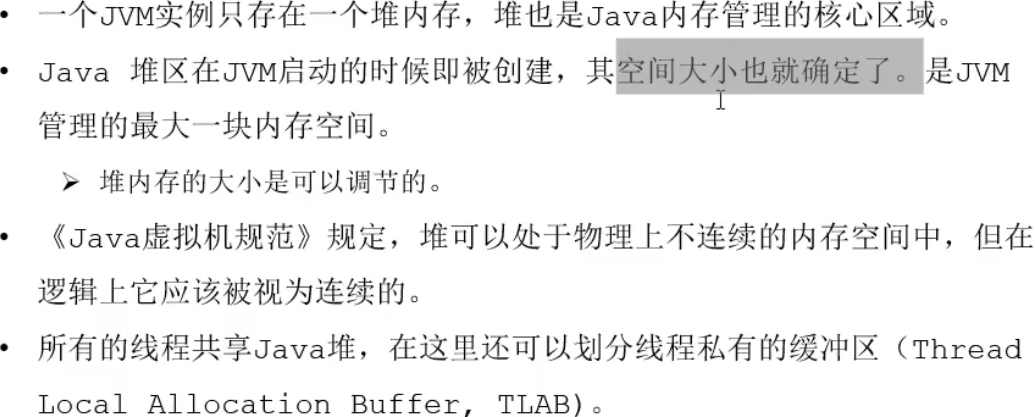 • 一个JVM实例只存在一个堆内存，堆也是Java内存管理的核心区域。
• Java 堆区在JVM启动的时候即被创建，其空间大小也就确定了。是JVM
管理的最大一块内存空间。
➢ 堆内存的大小是可以调节的。
• 《Java虚拟机规范》规定，堆可以处于物理上不连续的内存空间中，但在
逻辑上它应该被视为连续的。
• 所有的线程共享Java堆，在这里还可以划分线程私有的缓冲区（Thread
Local Allocation Buffer, TLAB)。